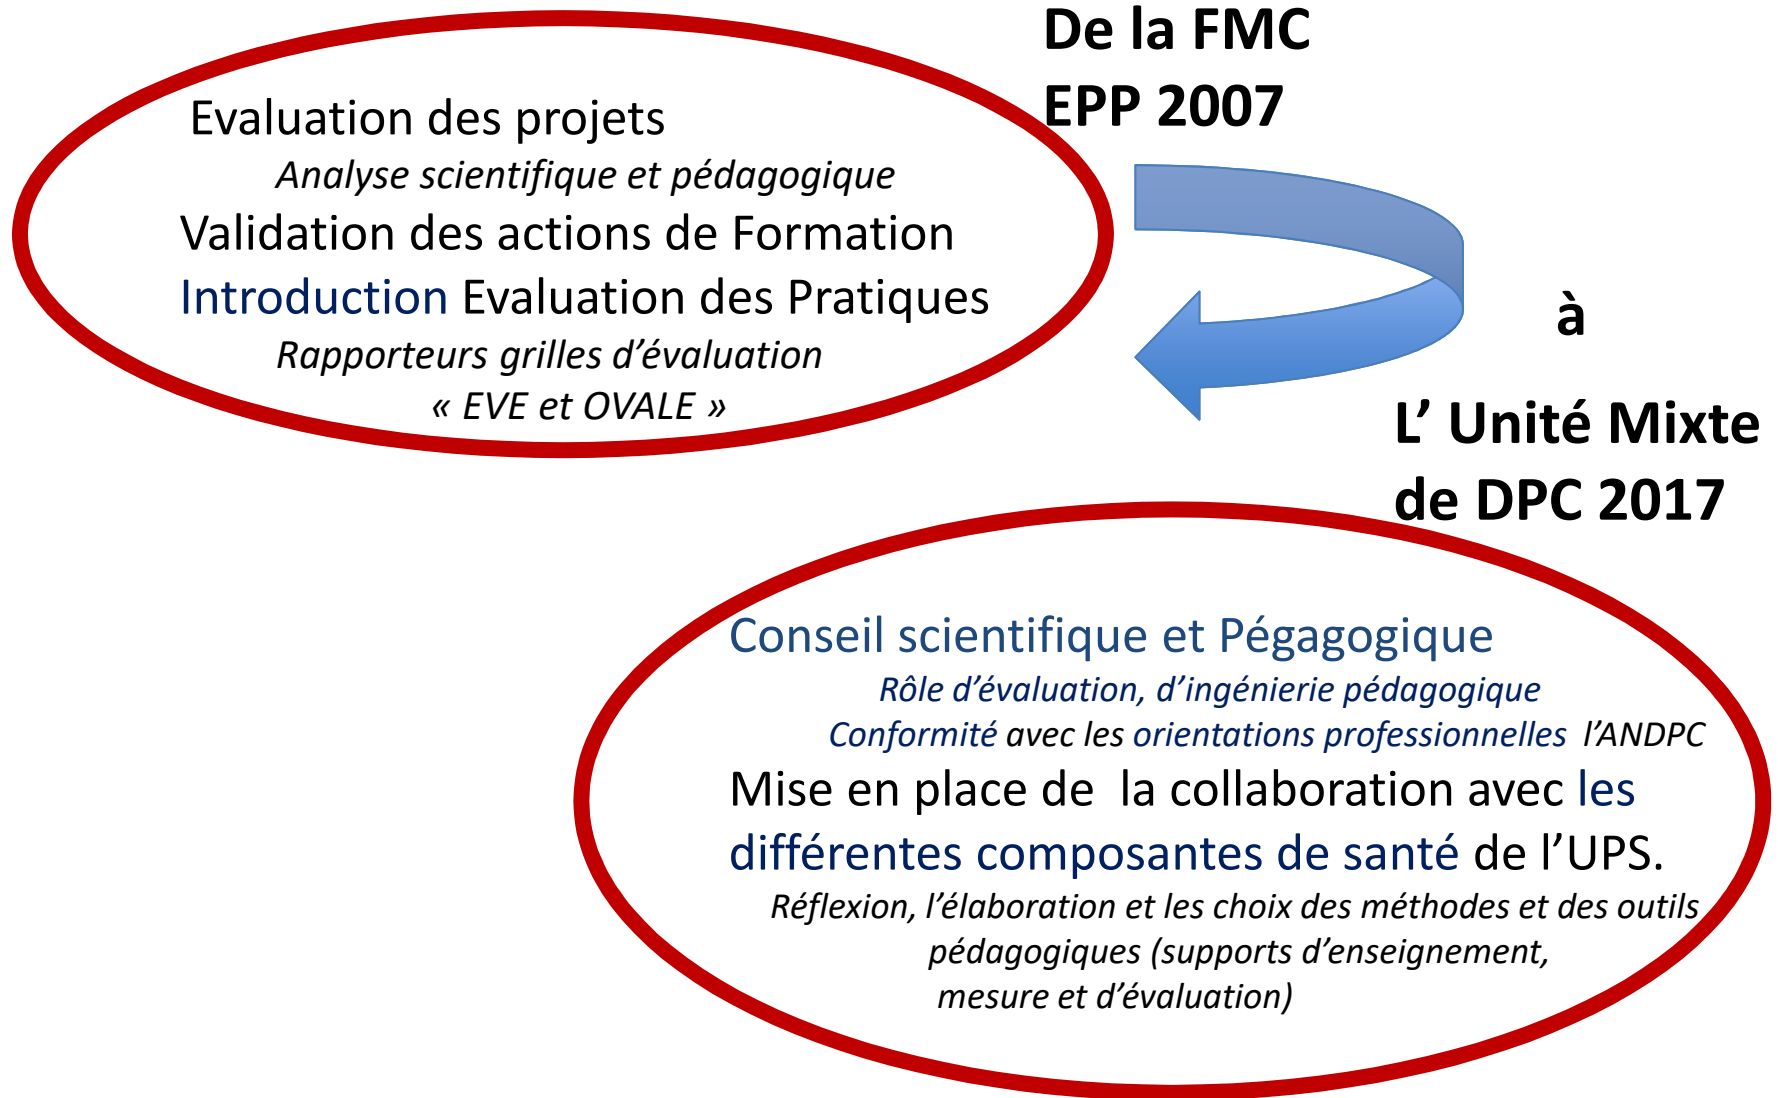 De la FMC
EPP 2007
Evaluation des projets
Analyse scientifique et pédagogique
Validation des actions de Formation
Introduction Evaluation des Pratiques
Rapporteurs grilles d’évaluation
« EVE et OVALE »
à
L’ Unité Mixte
de DPC 2017
Conseil scientifique et Pégagogique
Rôle d’évaluation, d’ingénierie pédagogique
Conformité avec les orientations professionnelles l’ANDPC
Mise en place de la collaboration avec les
différentes composantes de santé de l’UPS.
Réflexion, l’élaboration et les choix des méthodes et des outils
pédagogiques (supports d’enseignement,
mesure et d’évaluation)